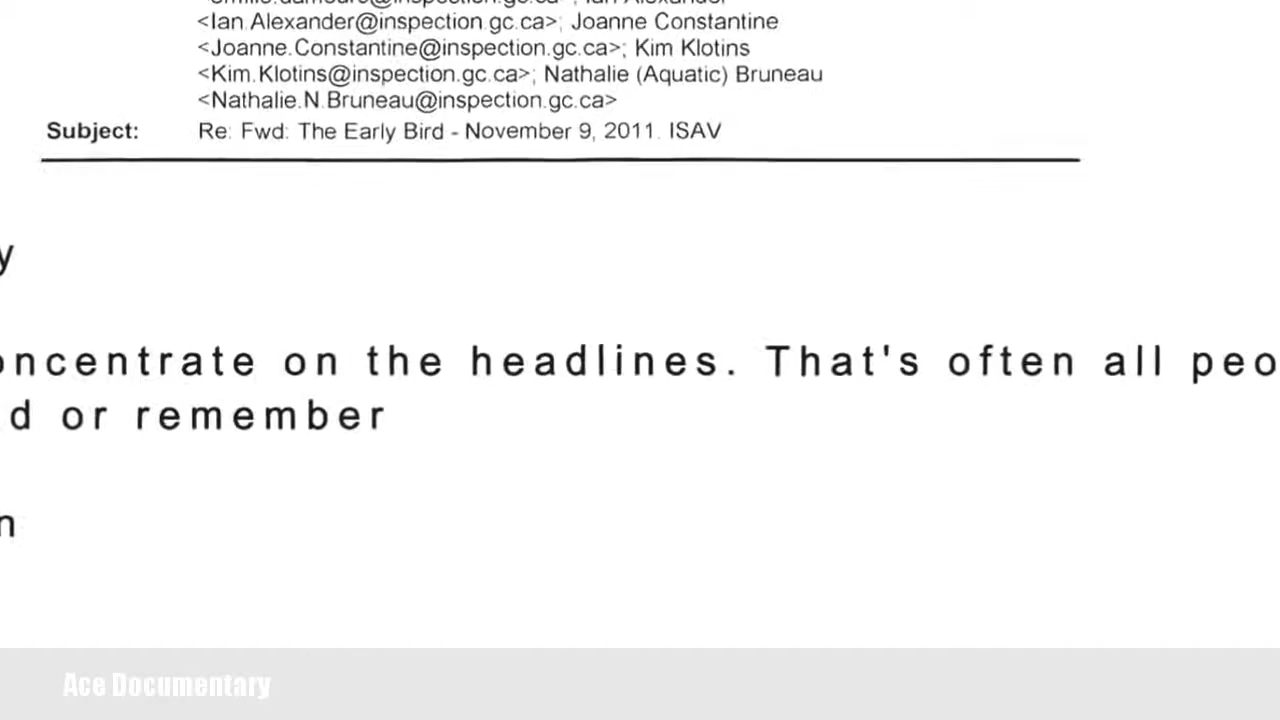 <Ian.Alexander@inspection.gc.ca>; Joanne Constantine
<Joanne.Constantine@inspection.gc.ca>; Kim Klotins
<Kim.Klotins@inspection.gc.ca>; Nathalie (Aquatic) Bruneau
<Nathalie.N.Bruneau@inspection.gc.ca>
Subject: Re: Fwd: The Early Bird - November 9, 2011. ISAV
y
oncentrate on the headlines. That's often all peo
d or remember
n
Ace Documentary